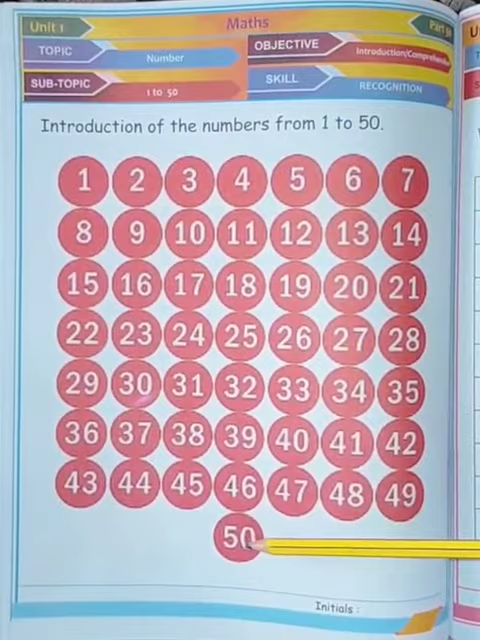 Unit 1 Maths Part
TOPIC Number OBJECTIVE Introduction/Comprehension
SUB-TOPIC 1 to 50 SKILL RECOGNITION
Introduction of the numbers from 1 to 50.
1 2 3 4 5 6 7
8 9 10 11 12 13 14
15 16 17 18 19 20 21
22 23 24 25 26 27 28
29 30 31 32 33 34 35
36 37 38 39 40 41 42
43 44 45 46 47 48 49
50
Initials :